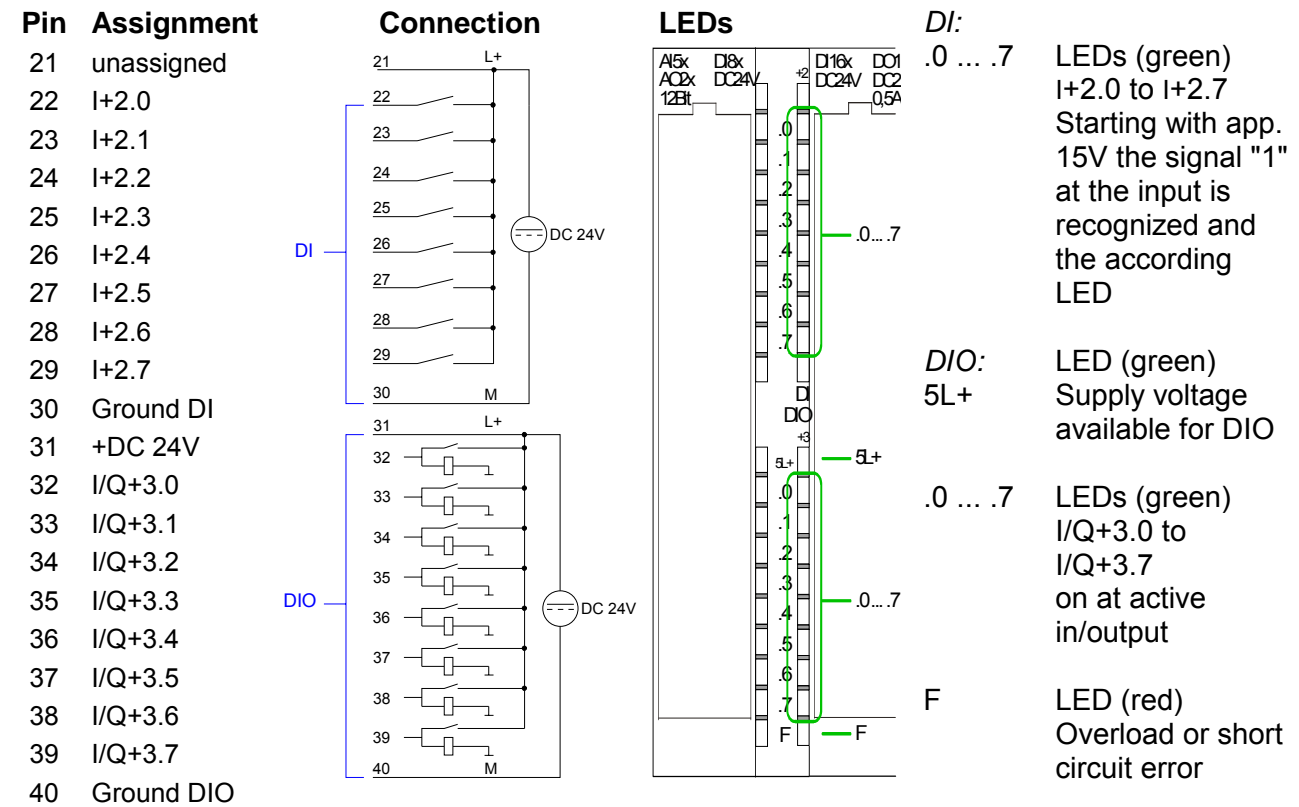 Pin Assignment Connection LEDs
21 unassigned
22 I+2.0
23 I+2.1
24 I+2.2
25 I+2.3
26 I+2.4
27 I+2.5
28 I+2.6
29 I+2.7
30 Ground DI
31 +DC 24V
32 I/Q+3.0
33 I/Q+3.1
34 I/Q+3.2
35 I/Q+3.3
36 I/Q+3.4
37 I/Q+3.5
38 I/Q+3.6
39 I/Q+3.7
40 Ground DIO
21 L+
22
23
24
25
DC 24V
DI
26
27
28
29
30 M
31 L+
32
33
34
35
DIO
36
DC 24V
37
38
39
40 M
AI5x DI8x DI16x DO1
AO2x DC24V +2 DC24V DC2
12Bit 0,5A
.0
.1
.2
.3
.0... .7
.4
.5
.6
.7
DI
DIO
+3
5L+ 5L+
.0
.1
.2
.3
.0... .7
.4
.5
.6
.7
F F
DI:
.0 ... .7 LEDs (green)
I+2.0 to I+2.7
Starting with app.
15V the signal "1"
at the input is
recognized and
the according
LED
DIO: LED (green)
5L+ Supply voltage
available for DIO
.0 ... .7 LEDs (green)
I/Q+3.0 to
I/Q+3.7
on at active
in/output
F LED (red)
Overload or short
circuit error